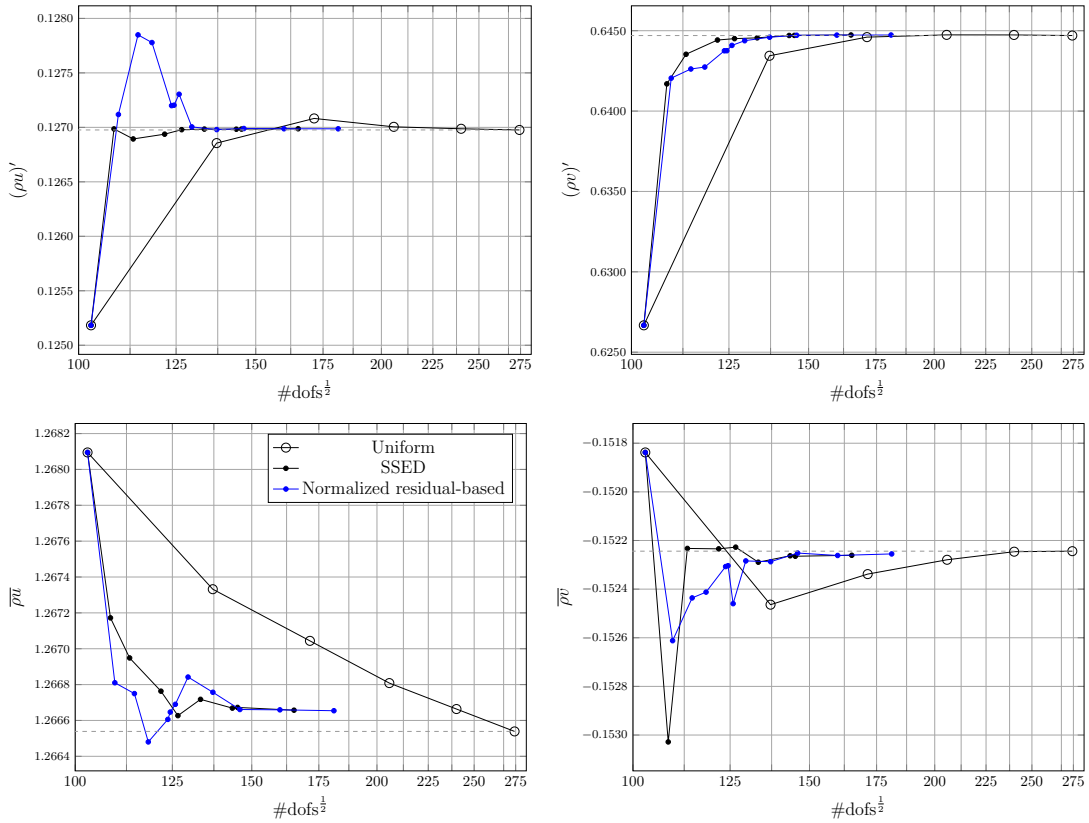 0.1280
0.1275
0.1270
0.1265
0.1260
0.1255
0.1250
(ρu)′
100 125 150 175 200 225 250 275
#dofs^{1/2}
0.6450
0.6400
0.6350
0.6300
0.6250
(ρv)′
100 125 150 175 200 225 250 275
#dofs^{1/2}
1.2682
1.2680
1.2678
1.2676
1.2674
1.2672
1.2670
1.2668
1.2666
1.2664
\overline{ρu}
100 125 150 175 200 225 250 275
#dofs^{1/2}
Uniform
SSED
Normalized residual-based
−0.1518
−0.1520
−0.1522
−0.1524
−0.1526
−0.1528
−0.1530
\overline{ρv}
100 125 150 175 200 225 250 275
#dofs^{1/2}